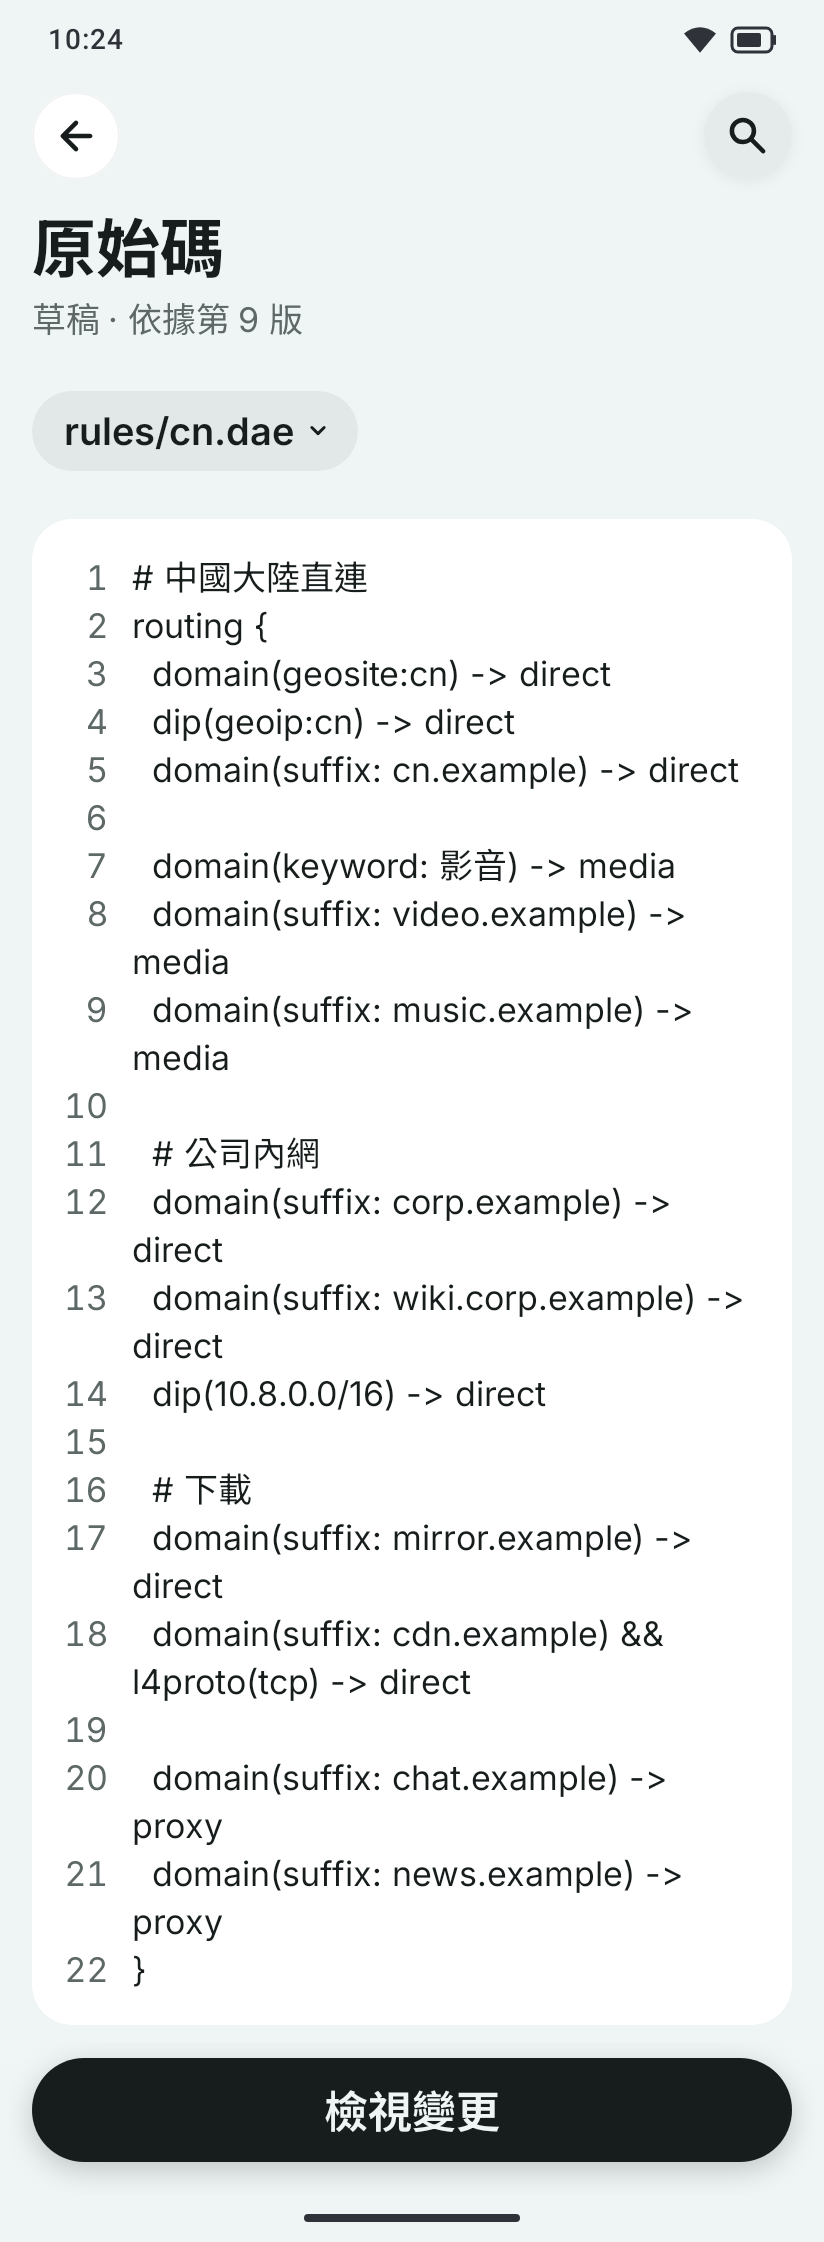 10:24
原始碼
草稿 · 依據第 9 版
rules/cn.dae
1 # 中國大陸直連
2 routing {
3   domain(geosite:cn) -> direct
4   dip(geoip:cn) -> direct
5   domain(suffix: cn.example) -> direct
6
7   domain(keyword: 影音) -> media
8   domain(suffix: video.example) ->
media
9   domain(suffix: music.example) ->
media
10
11   # 公司內網
12   domain(suffix: corp.example) ->
direct
13   domain(suffix: wiki.corp.example) ->
direct
14   dip(10.8.0.0/16) -> direct
15
16   # 下載
17   domain(suffix: mirror.example) ->
direct
18   domain(suffix: cdn.example) &&
l4proto(tcp) -> direct
19
20   domain(suffix: chat.example) ->
proxy
21   domain(suffix: news.example) ->
proxy
22 }
檢視變更